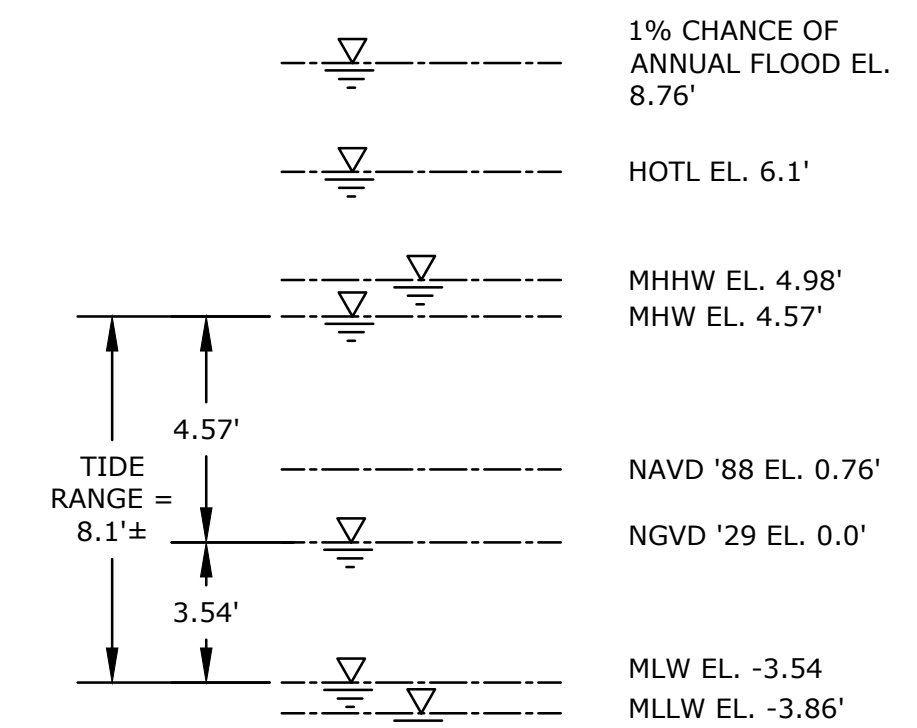 1% CHANCE OF
ANNUAL FLOOD EL.
8.76'
HOTL EL. 6.1'
MHHW EL. 4.98'
MHW EL. 4.57'
4.57'
TIDE
RANGE =
8.1'±
NAVD '88 EL. 0.76'
NGVD '29 EL. 0.0'
3.54'
MLW EL. -3.54
MLLW EL. -3.86'